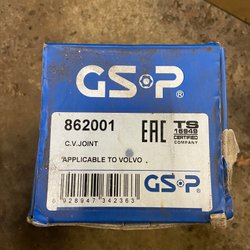 GSP®
862001
EAC
TS
16949
CERTIFIED
COMPANY
C.V.JOINT
APPLICABLE TO VOLVO .
GSP®
6 928947 342363